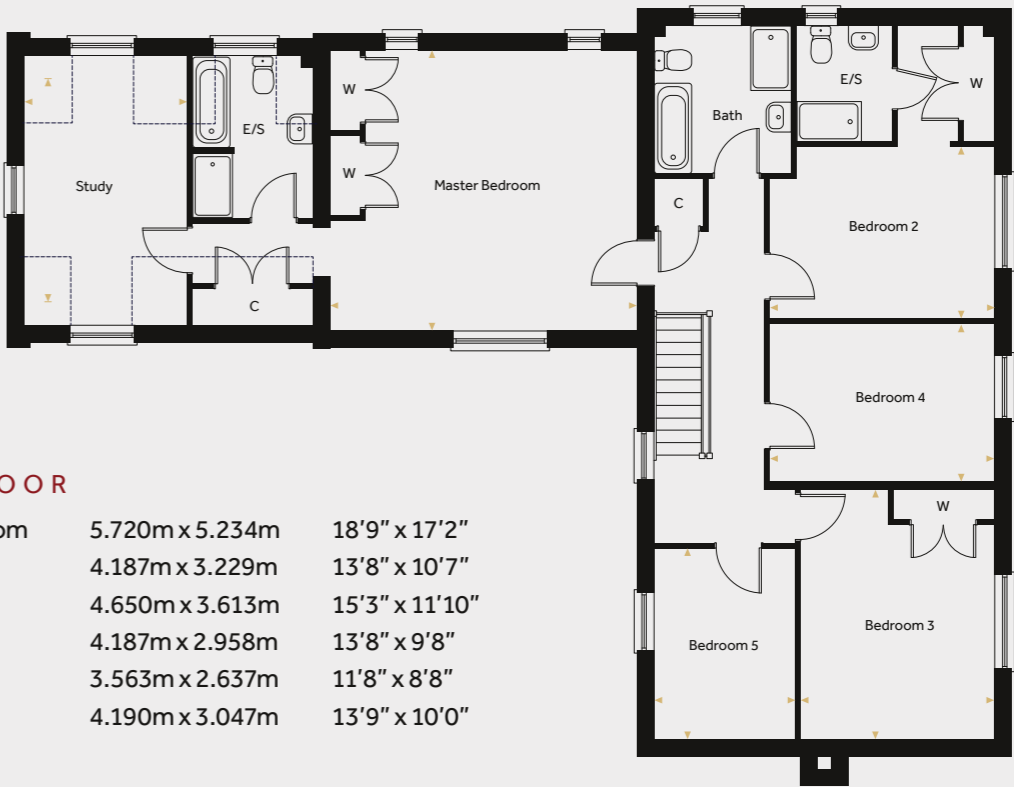 W
E/S
W
Bath
E/S
W
Study
W
Master Bedroom
C
Bedroom 2
C
Bedroom 4
W
Bedroom 3
Bedroom 5
OOR
om 5.720m x 5.234m 18'9" x 17'2"
4.187m x 3.229m 13'8" x 10'7"
4.650m x 3.613m 15'3" x 11'10"
4.187m x 2.958m 13'8" x 9'8"
3.563m x 2.637m 11'8" x 8'8"
4.190m x 3.047m 13'9" x 10'0"